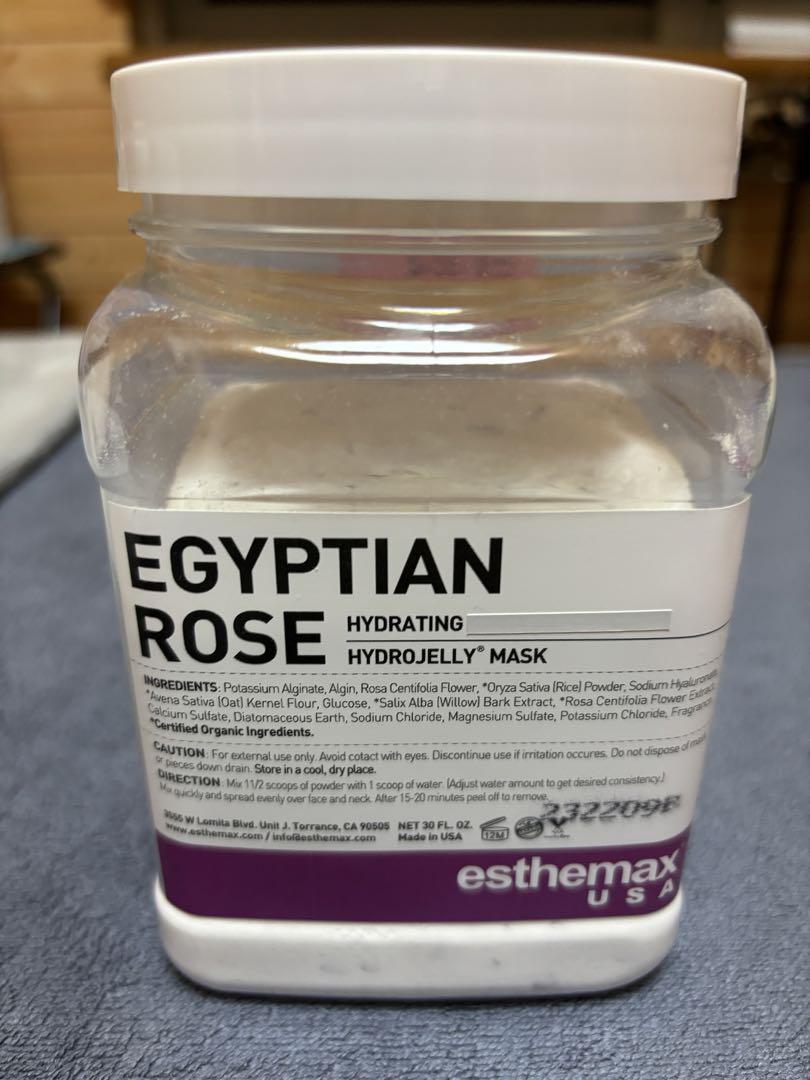 EGYPTIAN
ROSE
HYDRATING
HYDROJELLY® MASK
INGREDIENTS: Potassium Alginate, Algin, Rosa Centifolia Flower, *Oryza Sativa (Rice) Powder, Sodium Hyaluronate,
*Avena Sativa (Oat) Kernel Flour, Glucose, *Salix Alba (Willow) Bark Extract, *Rosa Centifolia Flower Extract,
Calcium Sulfate, Diatomaceous Earth, Sodium Chloride, Magnesium Sulfate, Potassium Chloride, Fragrance.
*Certified Organic Ingredients.
CAUTION: For external use only. Avoid cotact with eyes. Discontinue use if irritation occures. Do not dispose of mask
or pieces down drain. Store in a cool, dry place.
DIRECTION: Mix 11/2 scoops of powder with 1 scoop of water. (Adjust water amount to get desired consistency.)
Mix quickly and spread evenly over face and neck. After 15-20 minutes peel off to remove.
232209B
3555 W Lomita Blvd. Unit J. Torrance, CA 90505 NET 30 FL. OZ.
www.esthemax.com / info@esthemax.com Made in USA
12M
esthemax
USA